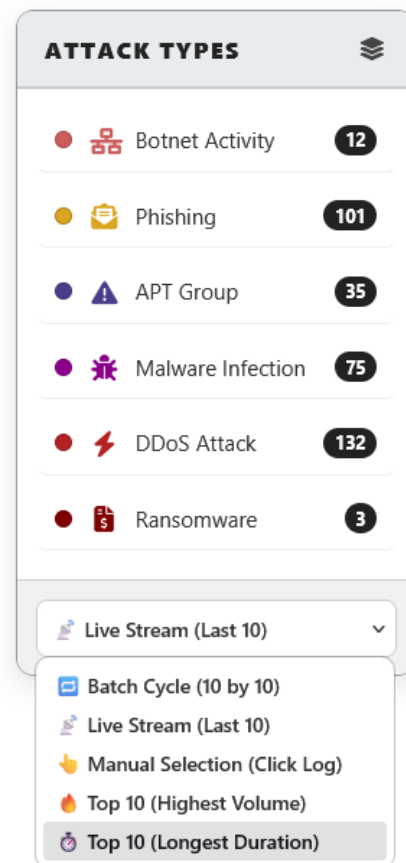 ATTACK TYPES
Botnet Activity 12
Phishing 101
APT Group 35
Malware Infection 75
DDoS Attack 132
Ransomware 3
Live Stream (Last 10)
Batch Cycle (10 by 10)
Live Stream (Last 10)
Manual Selection (Click Log)
Top 10 (Highest Volume)
Top 10 (Longest Duration)